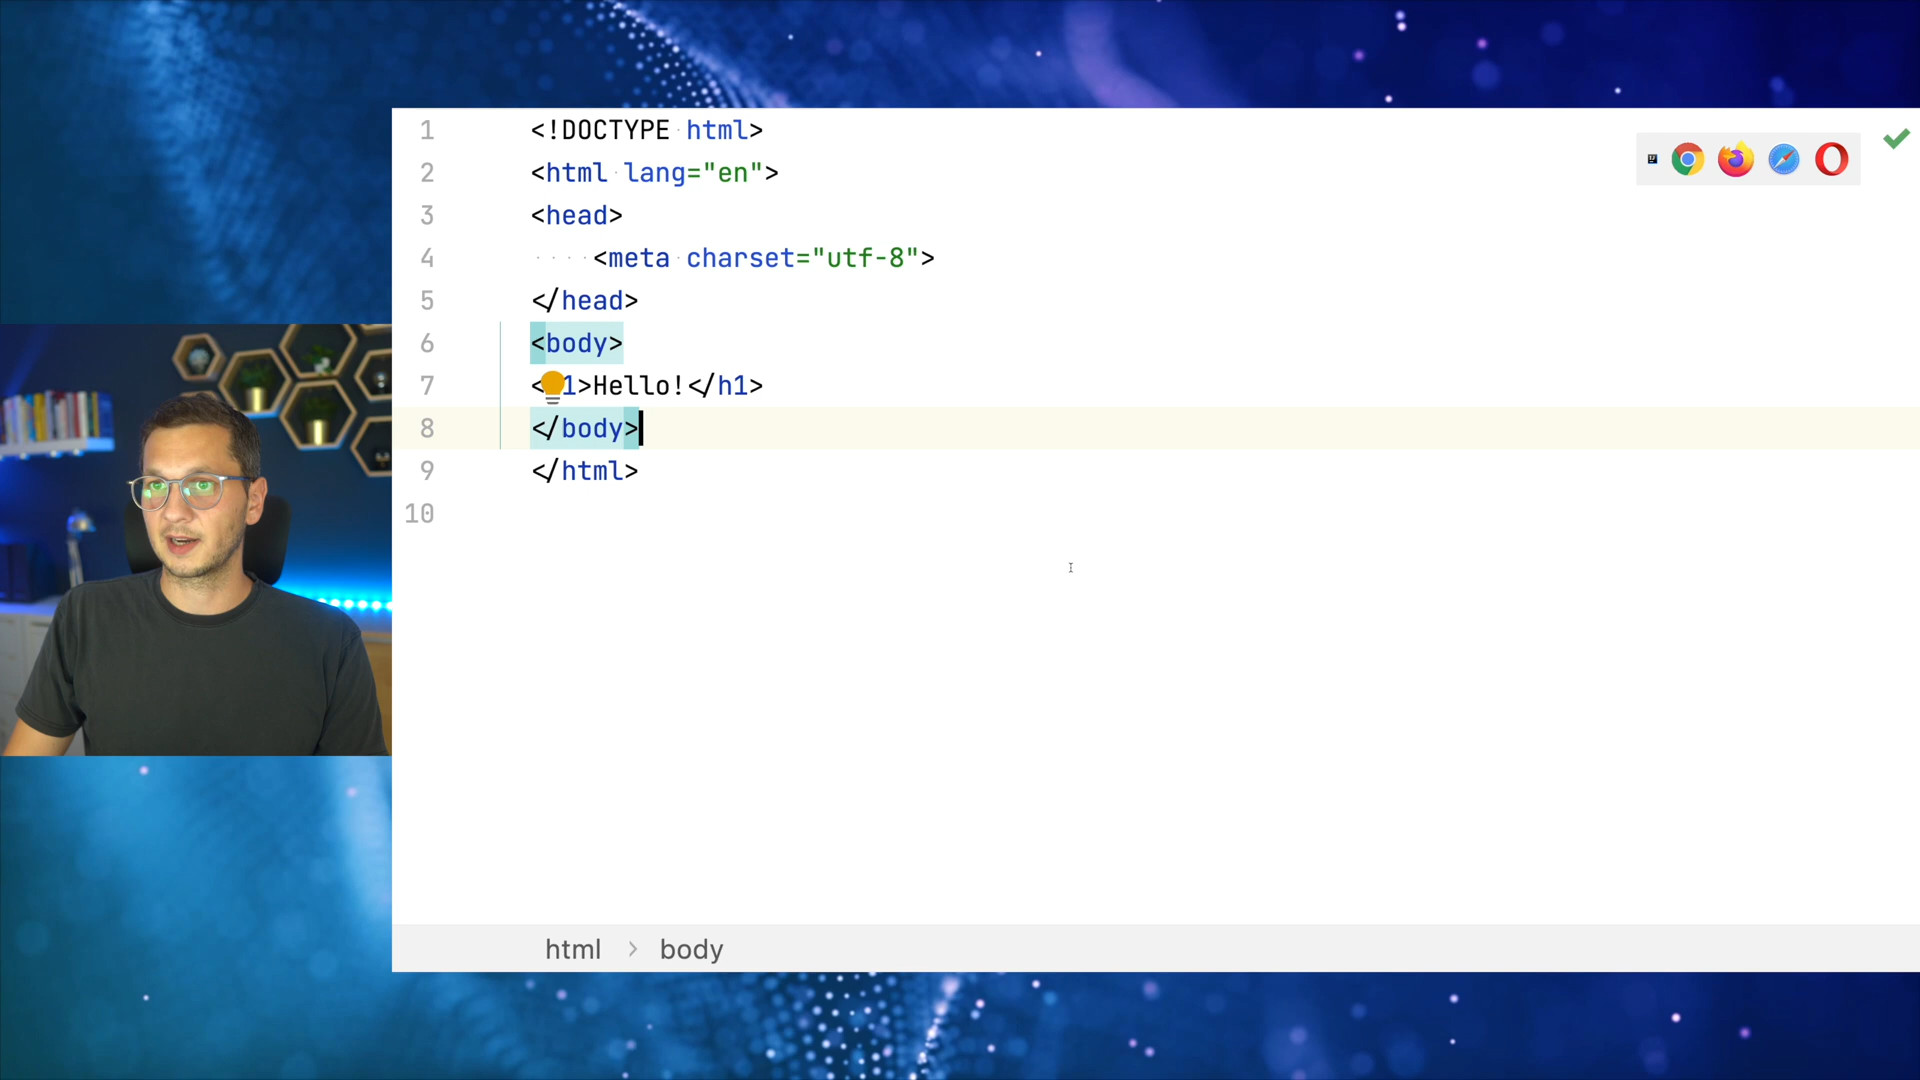 1 <!DOCTYPE html>
2 <html lang="en">
3 <head>
4 <meta charset="utf-8">
5 </head>
6 <body>
7 <1>Hello!</h1>
8 </body>
9 </html>
10
html > body